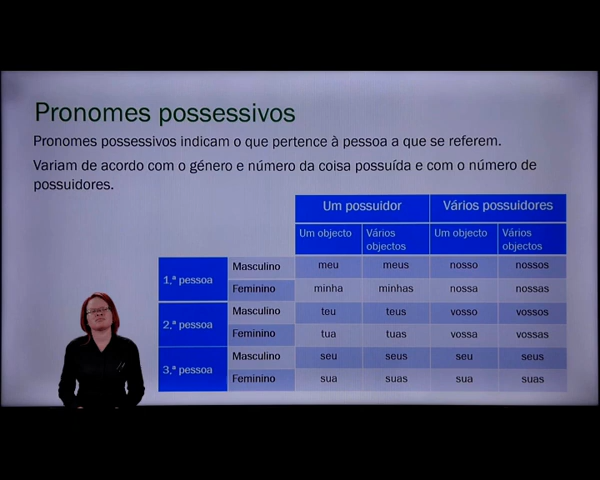 Pronomes possessivos
Pronomes possessivos indicam o que pertence à pessoa a que se referem.
Variam de acordo com o género e número da coisa possuída e com o número de
possuidores.
Um possuidor Vários possuidores
Um objecto Vários objectos Um objecto Vários objectos
1.ª pessoa Masculino meu meus nosso nossos
Feminino minha minhas nossa nossas
2.ª pessoa Masculino teu teus vosso vossos
Feminino tua tuas vossa vossas
3.ª pessoa Masculino seu seus seu seus
Feminino sua suas sua suas